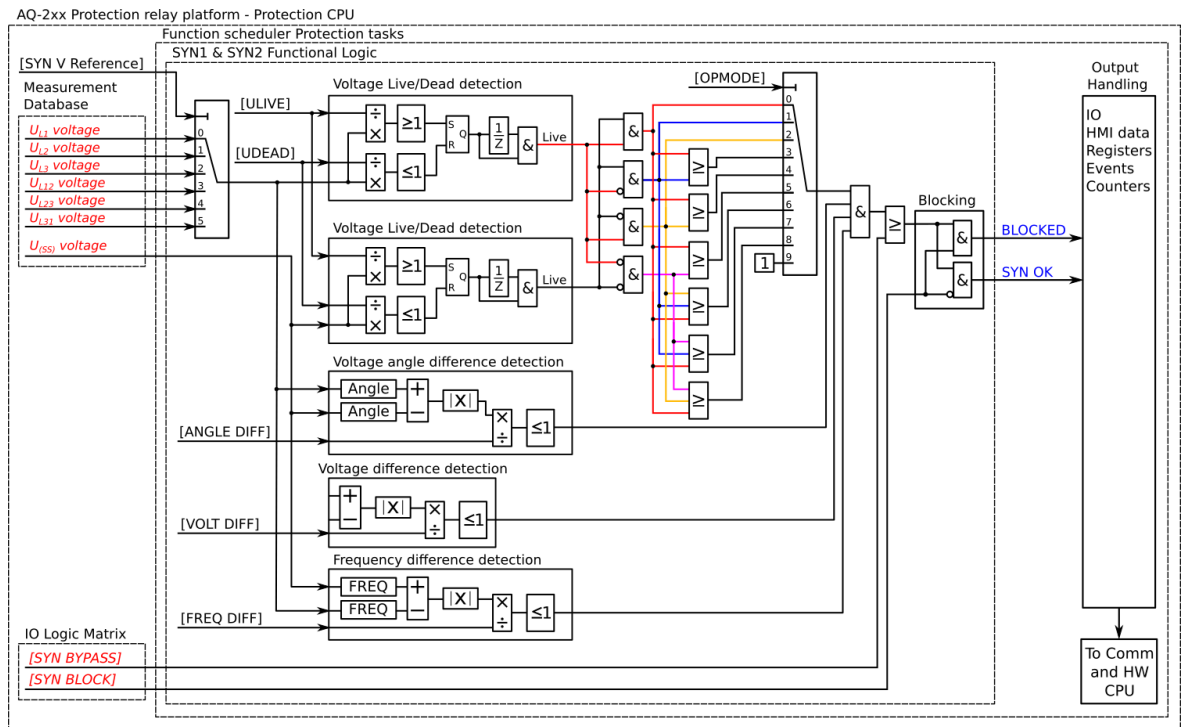 AQ-2xx Protection relay platform - Protection CPU
Function scheduler Protection tasks
SYN1 & SYN2 Functional Logic
[SYN V Reference]
Measurement
Database
UL1 voltage
UL2 voltage
UL3 voltage
UL12 voltage
UL23 voltage
UL31 voltage
U(SS) voltage
0
1
2
3
4
5
[ULIVE]
[UDEAD]
Voltage Live/Dead detection
÷
×
≥1
÷
×
≤1
S
R
Q
1
Z
&
Live
Voltage Live/Dead detection
÷
×
≥1
÷
×
≤1
S
R
Q
1
Z
&
Live
&
&
&
&
≥
≥
≥
≥
≥
≥
[OPMODE]
0
1
2
3
4
5
6
7
8
9
1
&
≥
Blocking
&
&
BLOCKED
SYN OK
Output
Handling
IO
HMI data
Registers
Events
Counters
Voltage angle difference detection
Angle
Angle
+
−
|X|
×
÷
≤1
[ANGLE DIFF]
Voltage difference detection
+
−
|X|
×
÷
≤1
[VOLT DIFF]
Frequency difference detection
FREQ
FREQ
+
−
|X|
×
÷
≤1
[FREQ DIFF]
IO Logic Matrix
[SYN BYPASS]
[SYN BLOCK]
To Comm
and HW
CPU